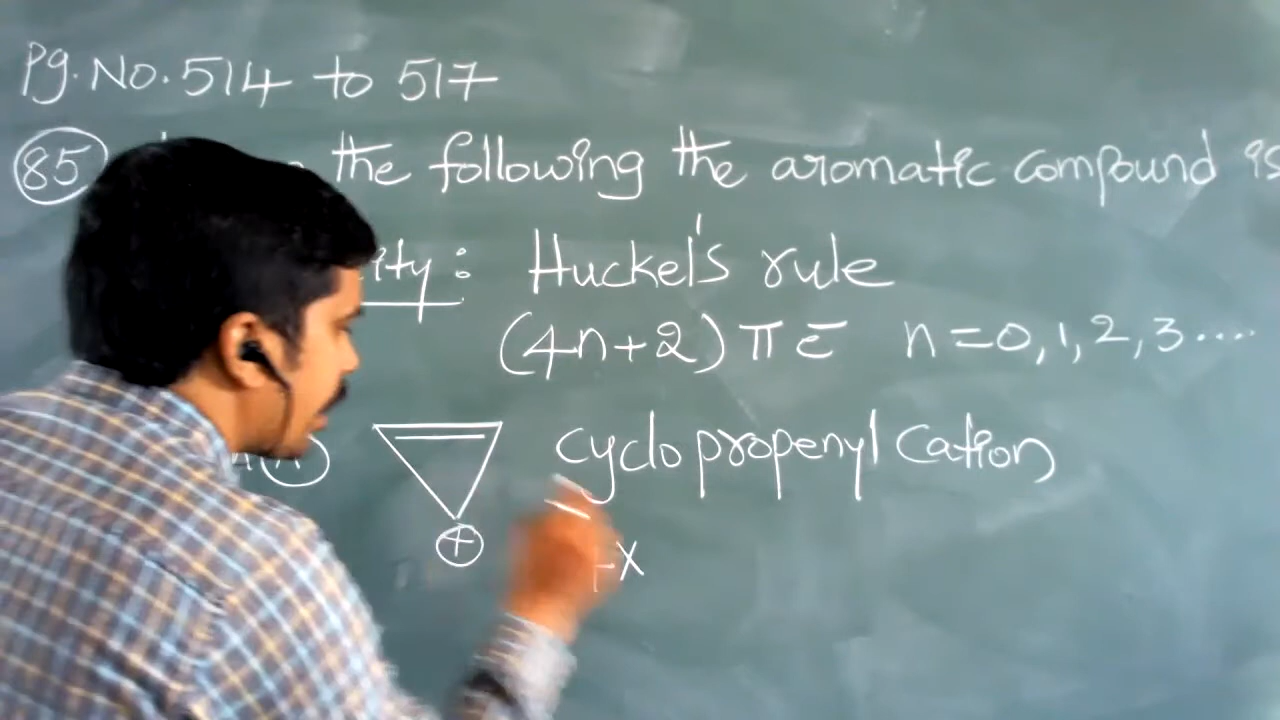 Pg. No. 514 to 517
85 the following the aromatic compound is
ity : Huckel's rule
(4n+2) π ē n = 0, 1, 2, 3 ....
Cyclopropenyl Cation
+
4x